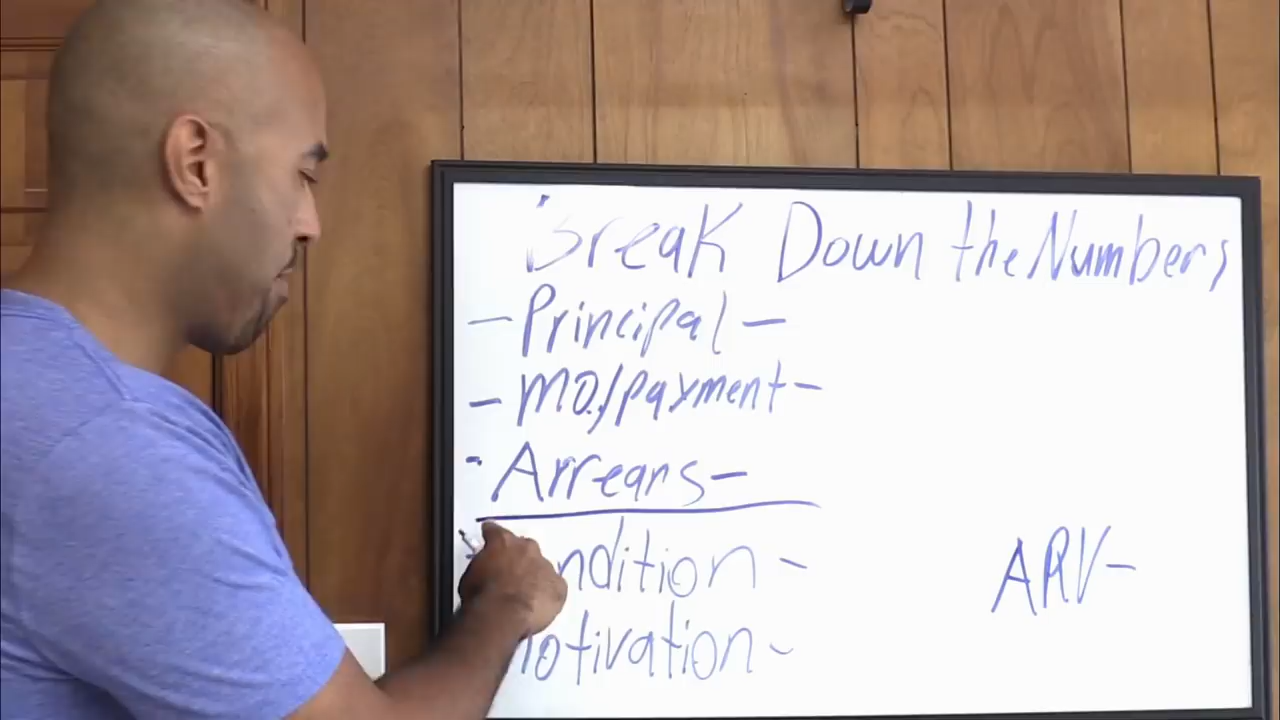 Break Down the Numbers
- Principal -
- MO./payment -
- Arrears -
ndition -
otivation -
ARV-